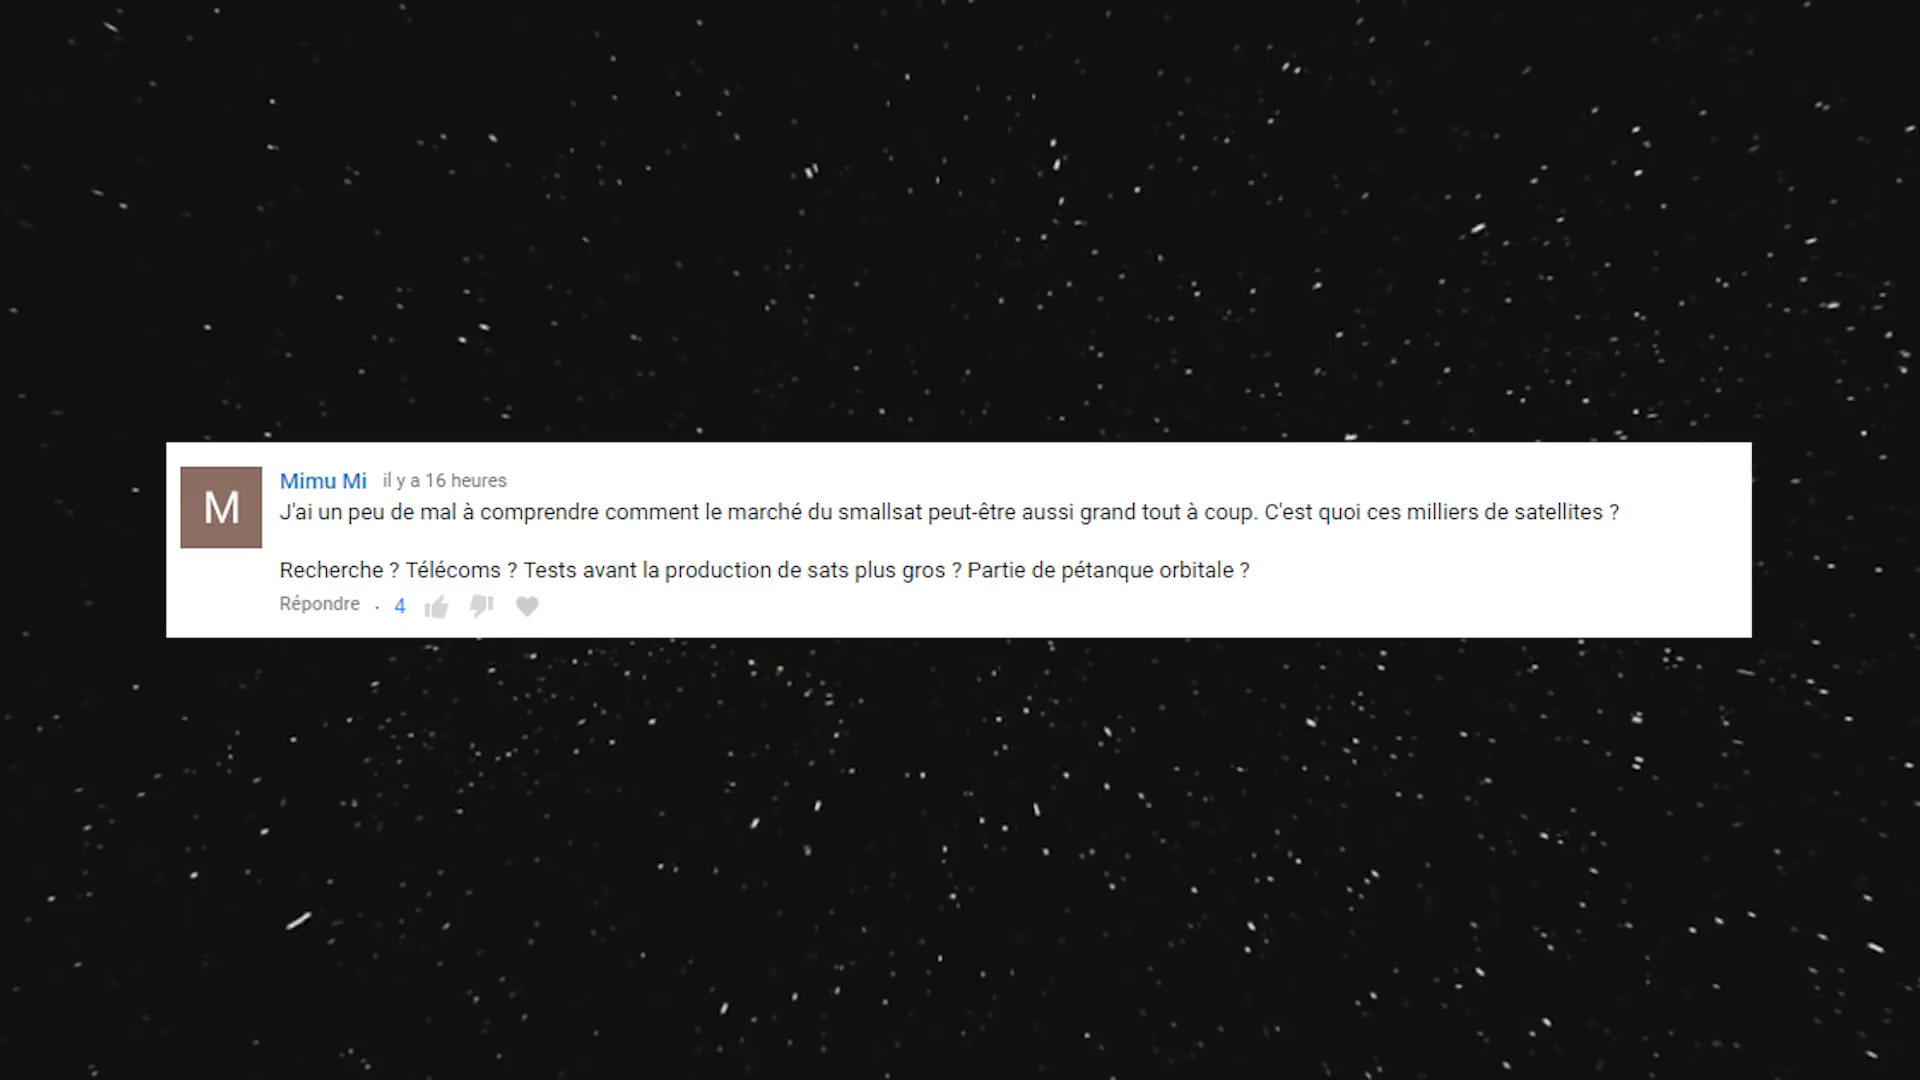 M
Mimu Mi il y a 16 heures
J'ai un peu de mal à comprendre comment le marché du smallsat peut-être aussi grand tout à coup. C'est quoi ces milliers de satellites ?
Recherche ? Télécoms ? Tests avant la production de sats plus gros ? Partie de pétanque orbitale ?
Répondre · 4